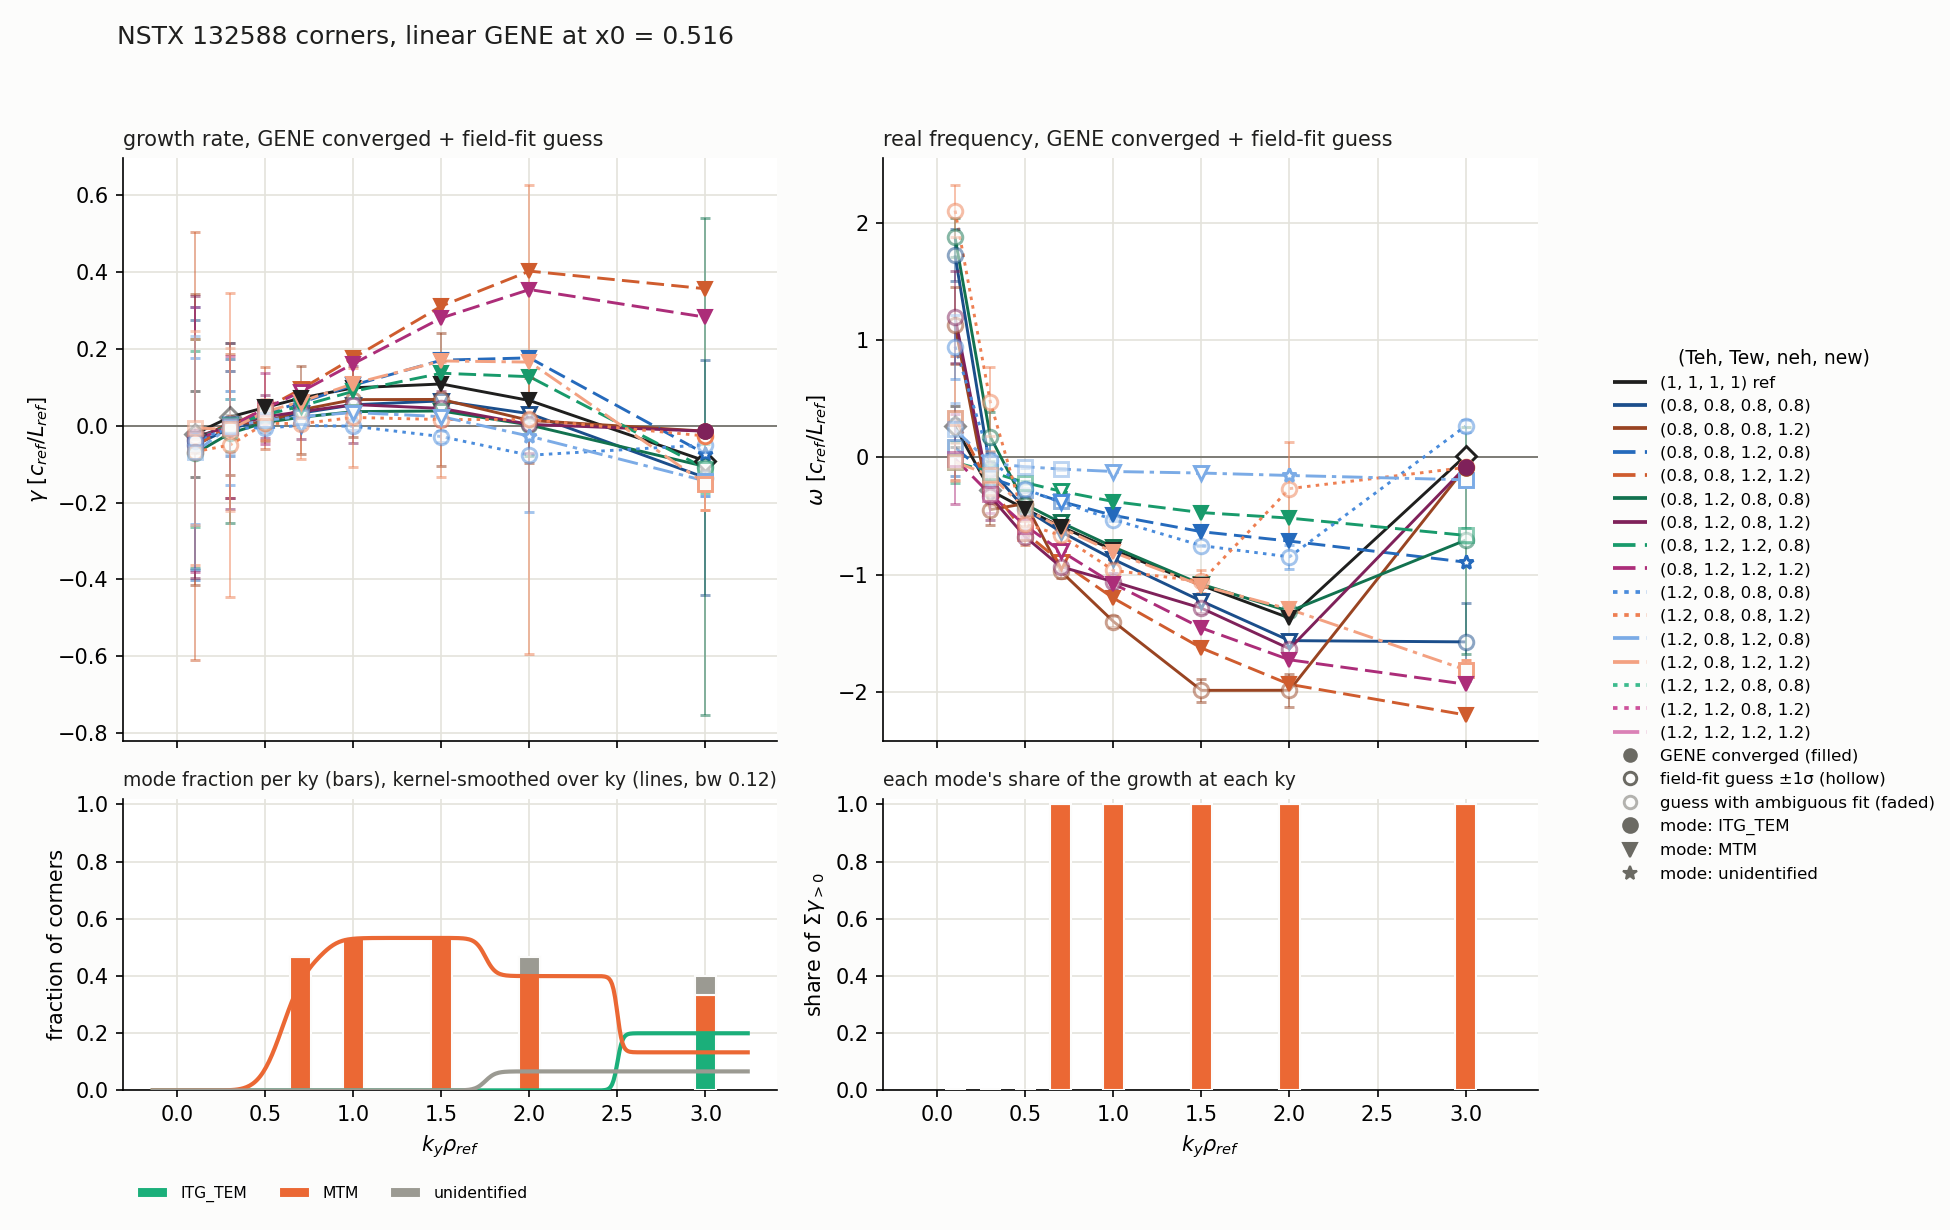 NSTX 132588 corners, linear GENE at x0 = 0.516
growth rate, GENE converged + field-fit guess
real frequency, GENE converged + field-fit guess
0.6
0.4
0.2
0.0
−0.2
−0.4
−0.6
−0.8
γ [c_ref/L_ref]
2
1
0
−1
−2
ω [c_ref/L_ref]
(Teh, Tew, neh, new)
(1, 1, 1, 1) ref
(0.8, 0.8, 0.8, 0.8)
(0.8, 0.8, 0.8, 1.2)
(0.8, 0.8, 1.2, 0.8)
(0.8, 0.8, 1.2, 1.2)
(0.8, 1.2, 0.8, 0.8)
(0.8, 1.2, 0.8, 1.2)
(0.8, 1.2, 1.2, 0.8)
(0.8, 1.2, 1.2, 1.2)
(1.2, 0.8, 0.8, 0.8)
(1.2, 0.8, 0.8, 1.2)
(1.2, 0.8, 1.2, 0.8)
(1.2, 0.8, 1.2, 1.2)
(1.2, 1.2, 0.8, 0.8)
(1.2, 1.2, 0.8, 1.2)
(1.2, 1.2, 1.2, 1.2)
GENE converged (filled)
field-fit guess ±1σ (hollow)
guess with ambiguous fit (faded)
mode: ITG_TEM
mode: MTM
mode: unidentified
mode fraction per ky (bars), kernel-smoothed over ky (lines, bw 0.12)
each mode's share of the growth at each ky
1.0
0.8
0.6
0.4
0.2
0.0
fraction of corners
0.0 0.5 1.0 1.5 2.0 2.5 3.0
k_yρ_ref
1.0
0.8
0.6
0.4
0.2
0.0
share of Σγ_>0
0.0 0.5 1.0 1.5 2.0 2.5 3.0
k_yρ_ref
ITG_TEM MTM unidentified